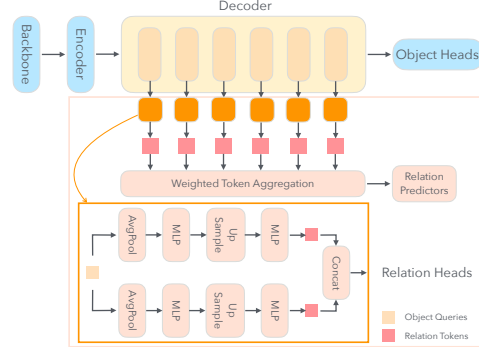 Decoder
Backbone
Encoder
Object Heads
Weighted Token Aggregation
Relation
Predictors
AvgPool
MLP
Up
Sample
MLP
Concat
AvgPool
MLP
Up
Sample
MLP
Relation Heads
Object Queries
Relation Tokens